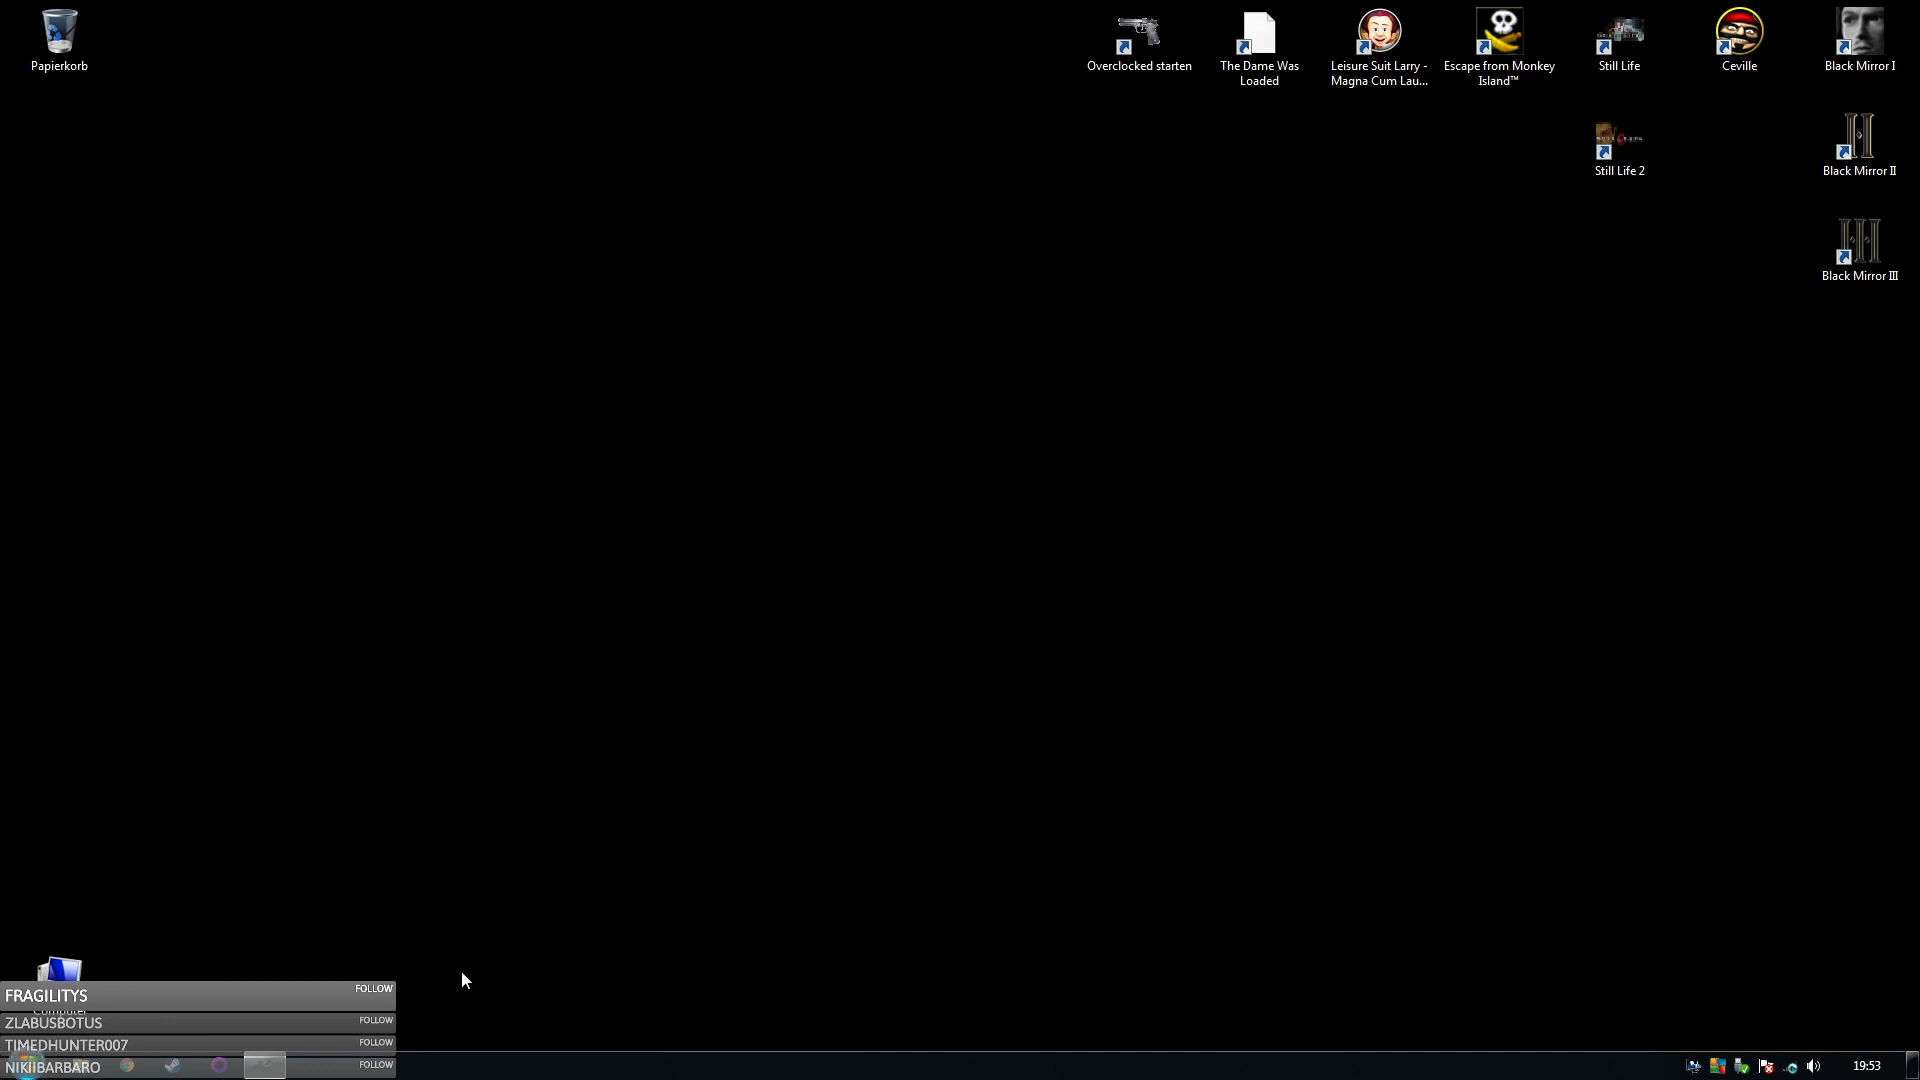 Papierkorb
Overclocked starten
The Dame Was
Loaded
Leisure Suit Larry -
Magna Cum Lau...
Escape from Monkey
Island™
Still Life
Ceville
Black Mirror I
Still Life 2
Black Mirror II
Black Mirror III
FRAGILITYS FOLLOW
Computer
ZLABUSBOTUS FOLLOW
TIMEDHUNTER007 FOLLOW
NIKIIBARBARO FOLLOW
19:53